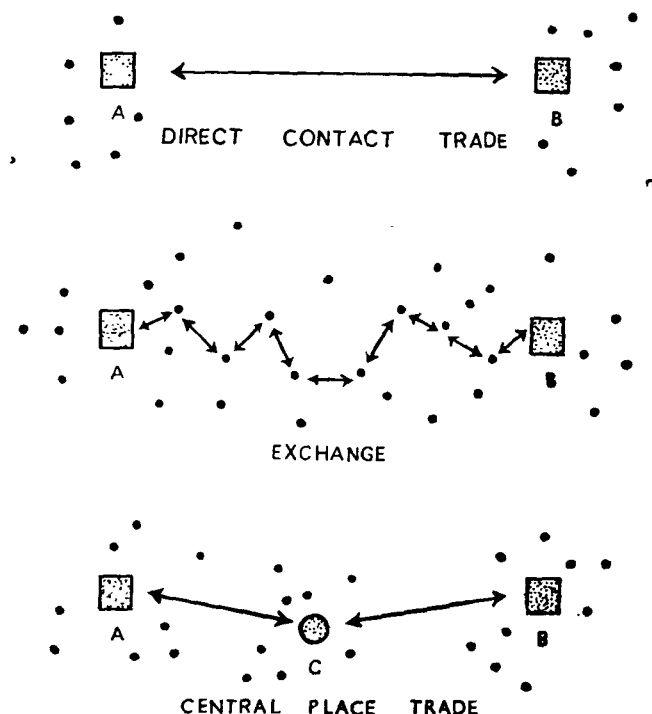 A B
DIRECT CONTACT TRADE
A B
EXCHANGE
A B
C
CENTRAL PLACE TRADE